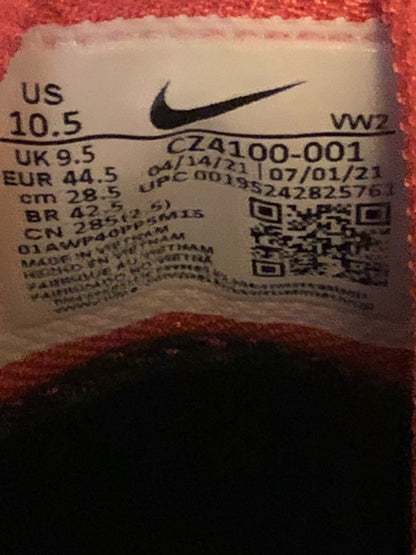 US
10.5
VW2
UK 9.5
CZ4100-001
EUR 44.5
04/14/21 | 07/01/21
cm 28.5
UPC 00195242825761
BR 42.5
CN 285(2.5)
01AWP40PPSM15
MADE IN VIETNAM